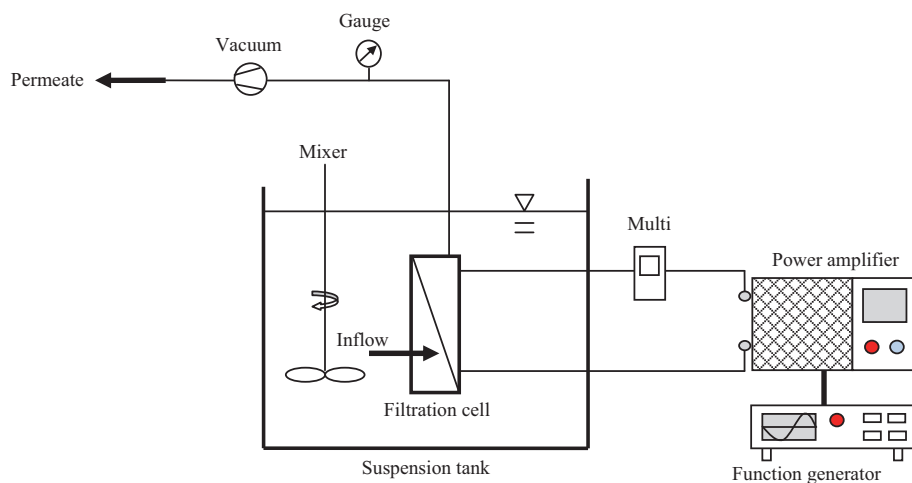 Gauge
Vacuum
Permeate
Mixer
Multi
Power amplifier
Inflow
Filtration cell
Suspension tank
Function generator